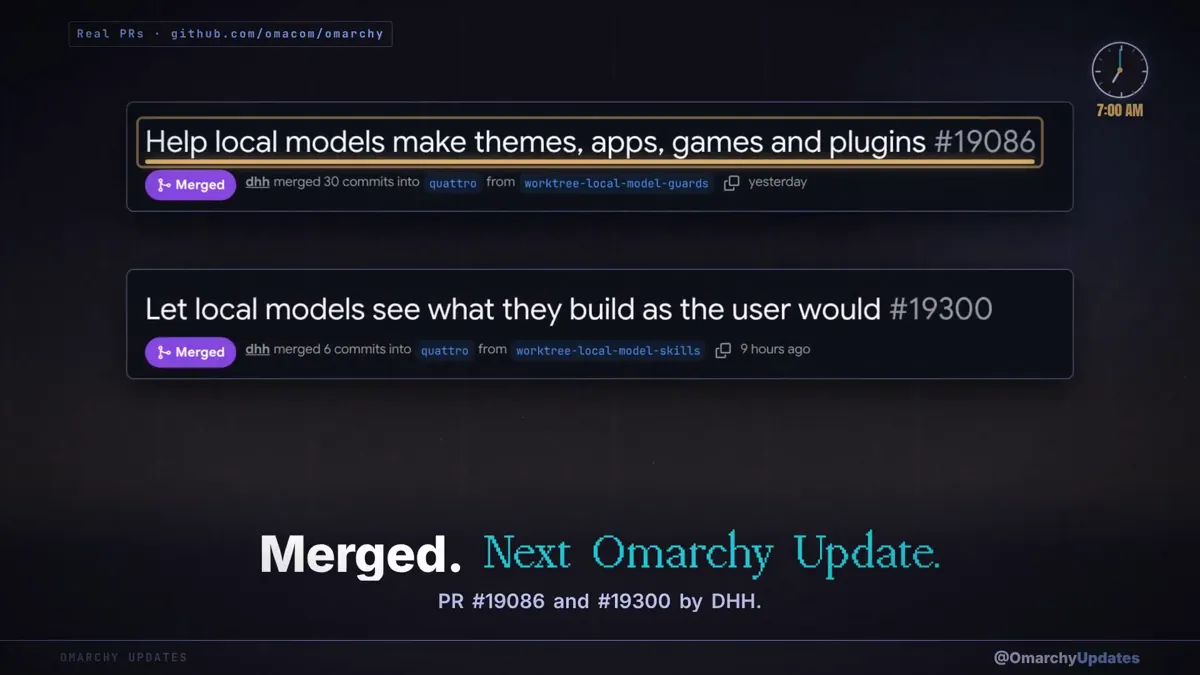 Real PRs · github.com/omacom/omarchy
7:00 AM
Help local models make themes, apps, games and plugins #19086
Merged dhh merged 30 commits into quattro from worktree-local-model-guards yesterday
Let local models see what they build as the user would #19300
Merged dhh merged 6 commits into quattro from worktree-local-model-skills 9 hours ago
Merged. Next Omarchy Update.
PR #19086 and #19300 by DHH.
OMARCHY UPDATES
@OmarchyUpdates